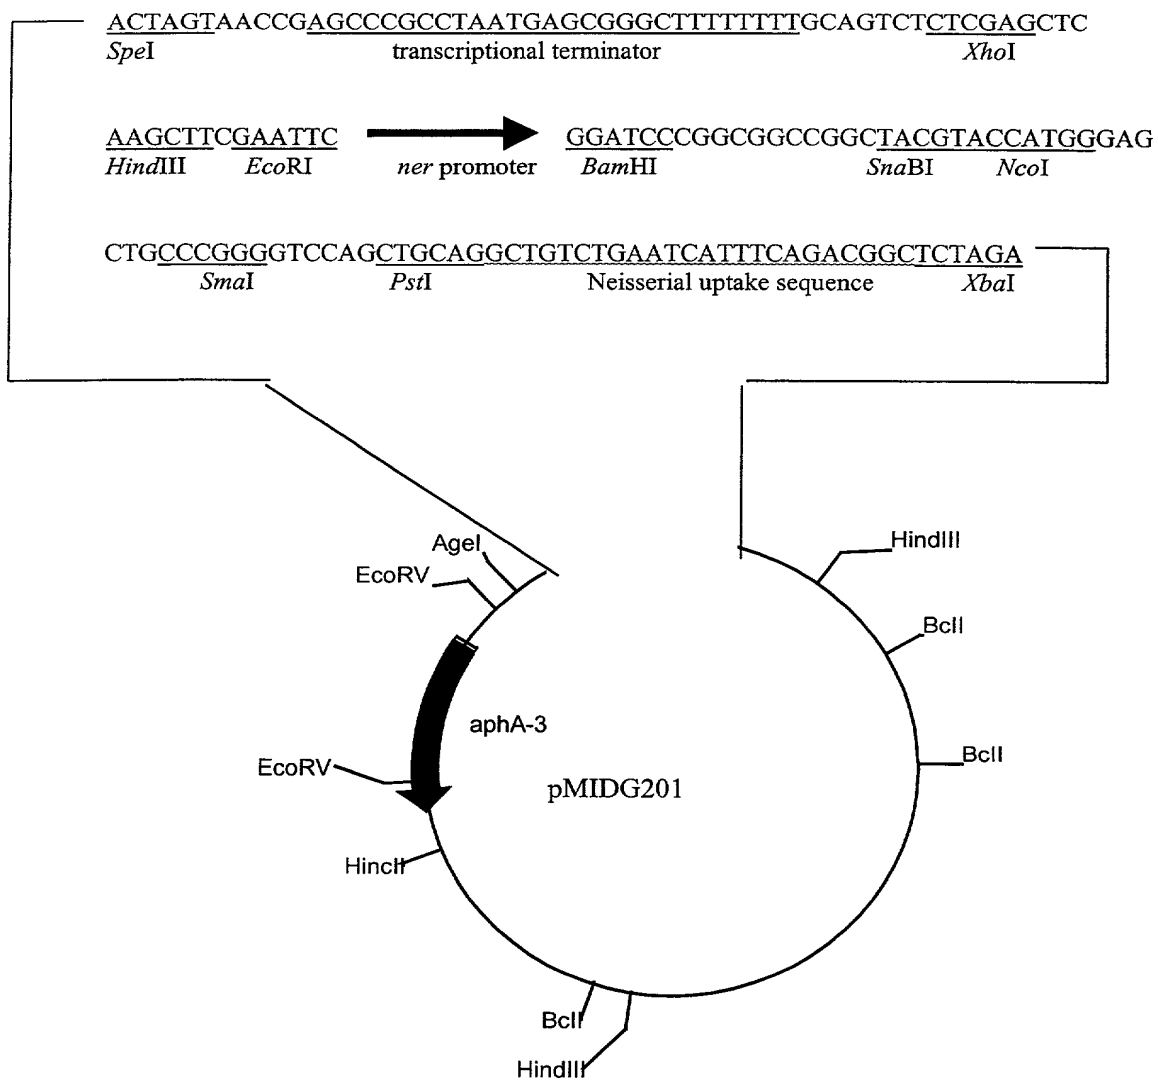 ACTAGTAACCGAGCCCGCCTAATGAGCGGGCTTTTTTTTGCAGTCTCTCGAGCTC
SpeI transcriptional terminator XhoI
AAGCTTCGAATTC GGATCCCGGCGGCCGGCTACGTACCATGGGAG
HindIII EcoRI ner promoter BamHI SnaBI NcoI
CTGCCCGGGGTCCAGCTGCAGGCTGTCTGAATCATTTCAGACGGCTCTAGA
SmaI PstI Neisserial uptake sequence XbaI
AgeI
HindIII
EcoRV
BclI
aphA-3
EcoRV
BclI
pMIDG201
HincII
BclI
HindIII